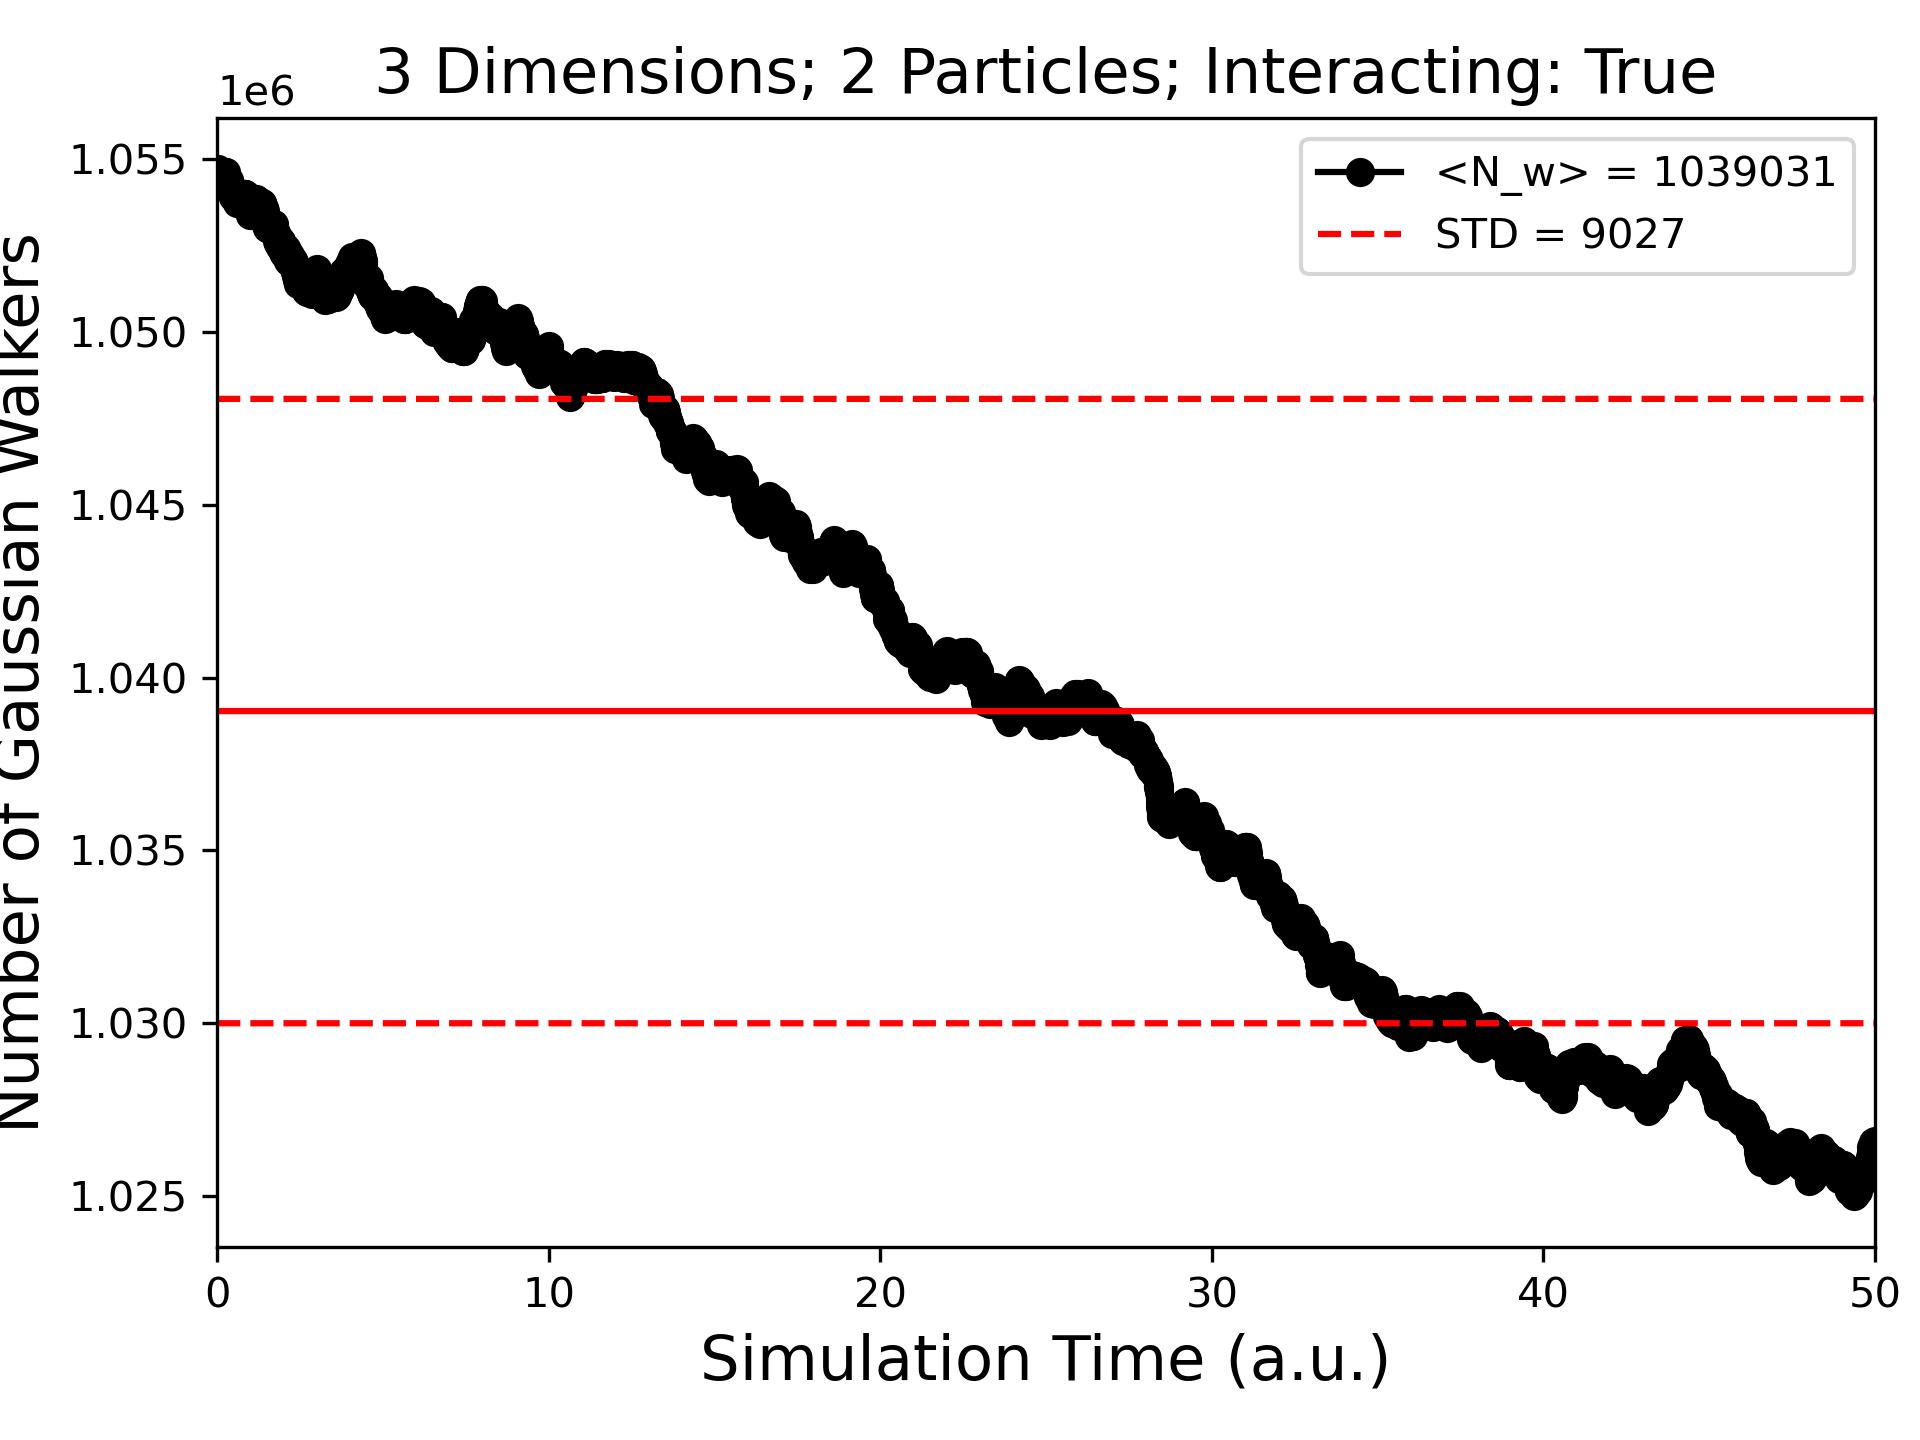 3 Dimensions; 2 Particles; Interacting: True
1e6
<N_w> = 1039031
STD = 9027
Number of Gaussian Walkers
1.055
1.050
1.045
1.040
1.035
1.030
1.025
0 10 20 30 40 50
Simulation Time (a.u.)